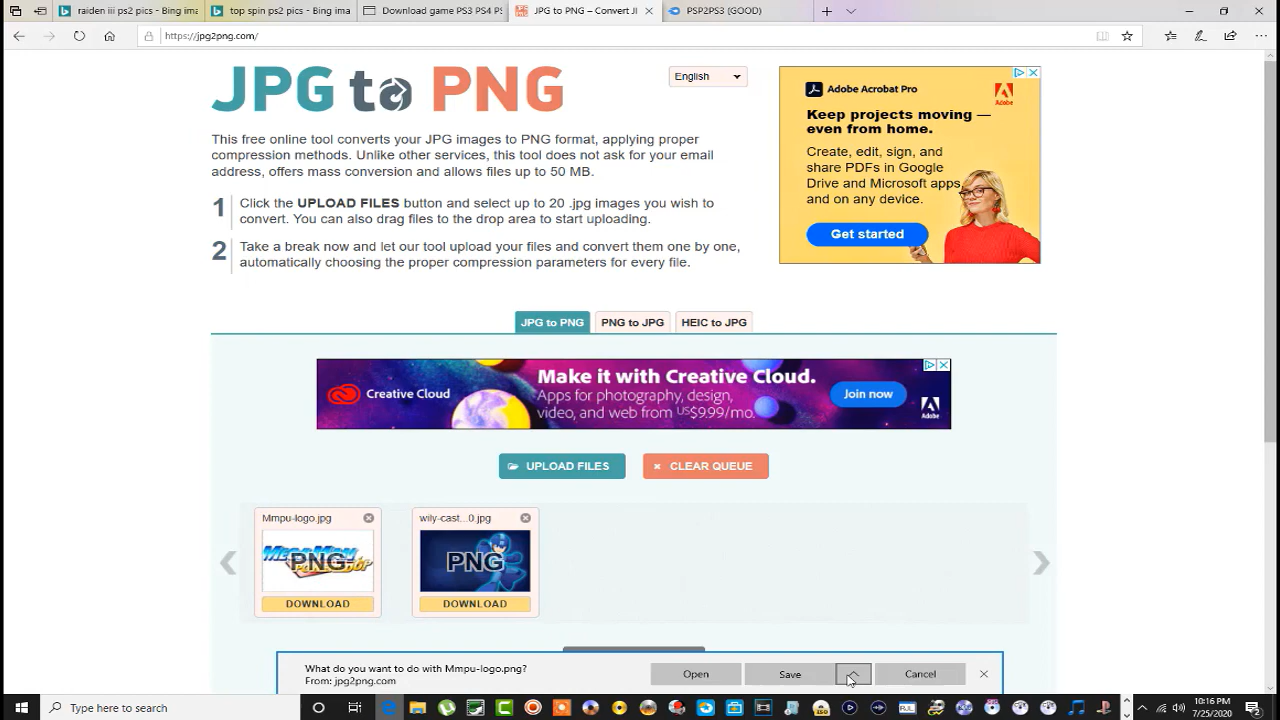 raiden iii ps2 pics - Bing ima
top spin ps2 pics - Bing ima
Download game PS3 PS4 PS
JPG to PNG – Convert JI
PSP2PS3 (GOOD)
https://jpg2png.com/
JPG to PNG
English
This free online tool converts your JPG images to PNG format, applying proper
compression methods. Unlike other services, this tool does not ask for your email
address, offers mass conversion and allows files up to 50 MB.
1 Click the UPLOAD FILES button and select up to 20 .jpg images you wish to
convert. You can also drag files to the drop area to start uploading.
2 Take a break now and let our tool upload your files and convert them one by one,
automatically choosing the proper compression parameters for every file.
Adobe Acrobat Pro
Adobe
Keep projects moving —
even from home.
Create, edit, sign, and
share PDFs in Google
Drive and Microsoft apps,
and on any device.
Get started
JPG to PNG
PNG to JPG
HEIC to JPG
Creative Cloud
Make it with Creative Cloud.
Apps for photography, design,
video, and web from US$9.99/mo.
Join now
Adobe
UPLOAD FILES
CLEAR QUEUE
Mmpu-logo.jpg
wily-cast...0.jpg
PNG
PNG
DOWNLOAD
DOWNLOAD
What do you want to do with Mmpu-logo.png?
From: jpg2png.com
Open
Save
Cancel
Type here to search
10:16 PM
7/25/2020